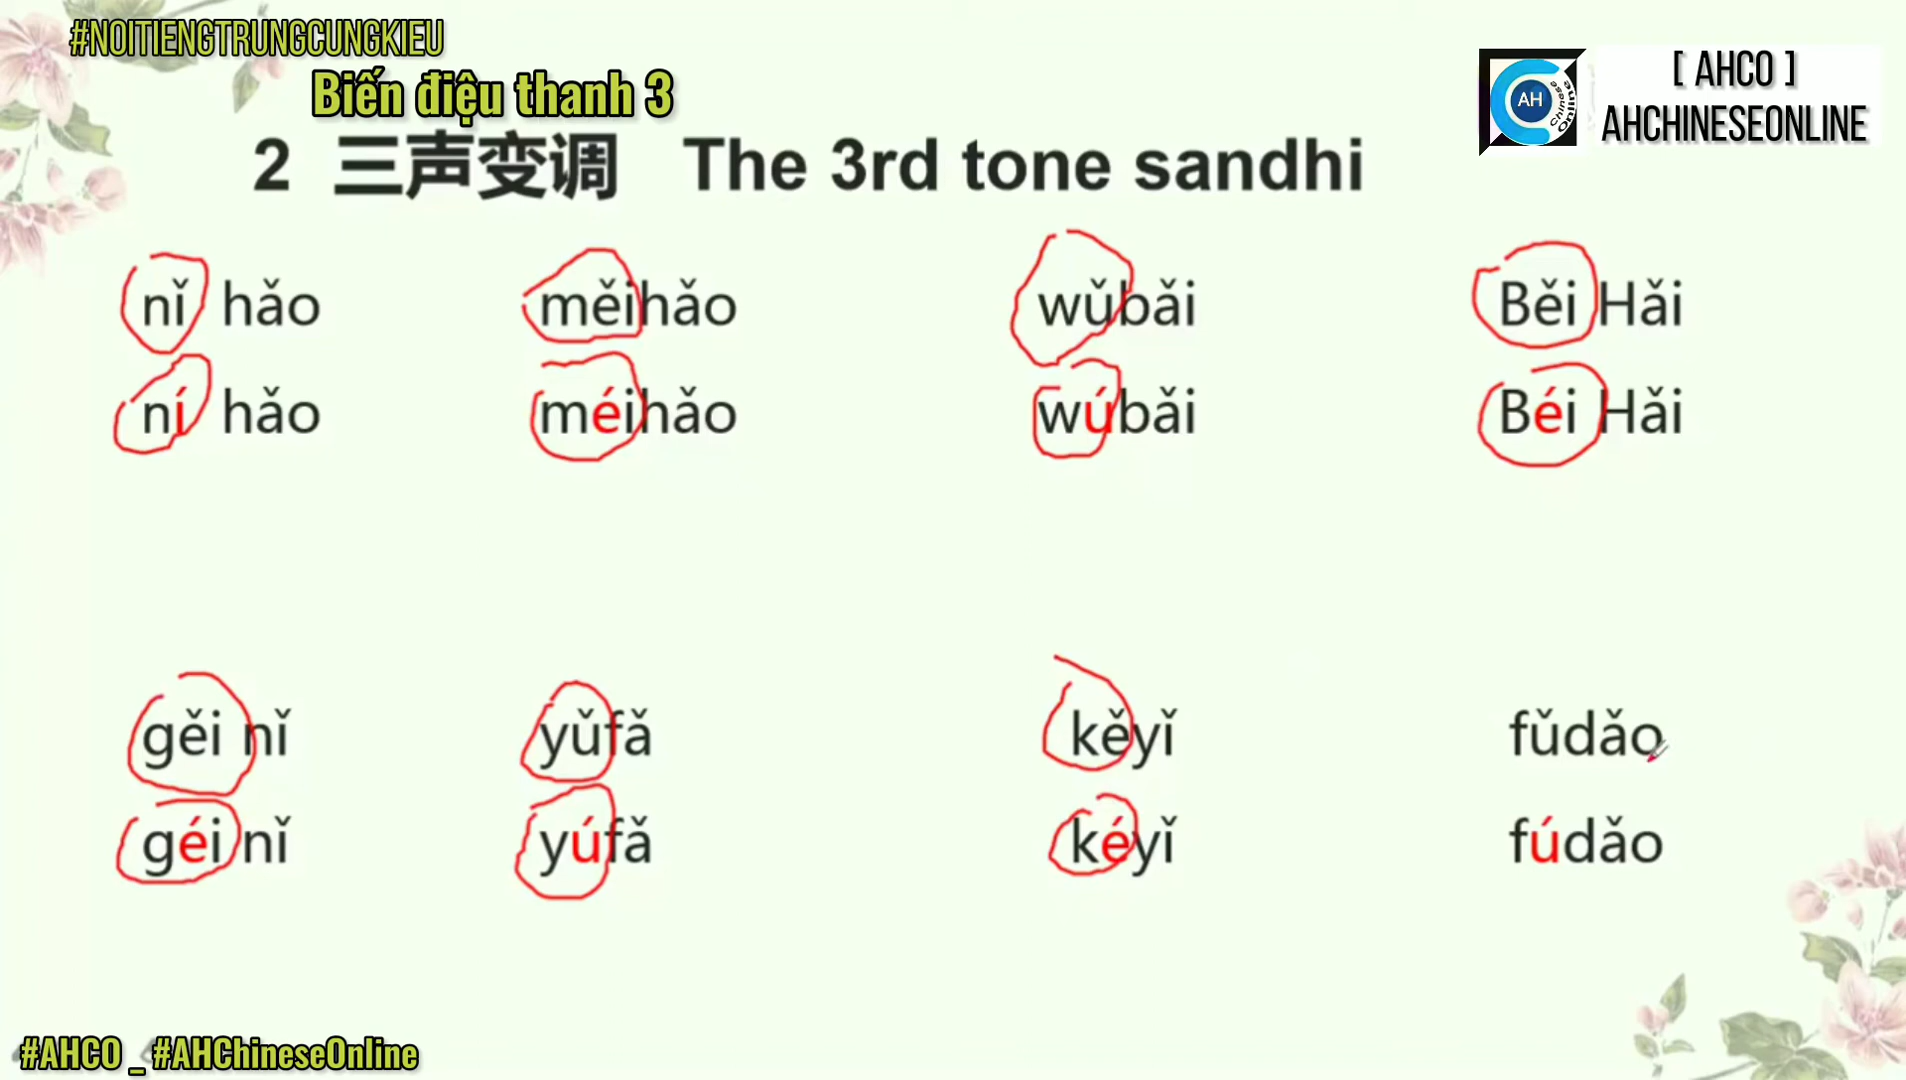 #NOITIENGTRUNGCUNGKIEU
Biến điệu thanh 3
[ AHCO ]
AHCHINESEONLINE
AH
Chinese
Online
2 三声变调 The 3rd tone sandhi
nǐ hǎo měihǎo wǔbǎi Běi Hǎi
ní hǎo méihǎo wúbǎi Béi Hǎi
gěi nǐ yǔfǎ kěyǐ fǔdǎo
géi nǐ yúfǎ kéyǐ fúdǎo
#AHCO _ #AHChineseOnline